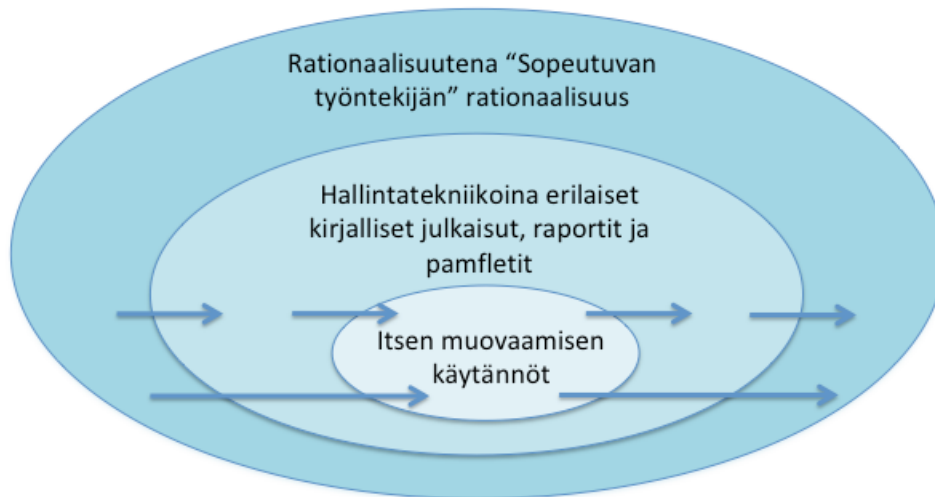 Rationaalisuutena “Sopeutuvan
työntekijän” rationaalisuus
Hallintatekniikoina erilaiset
kirjalliset julkaisut, raportit ja
pamfletit
Itsen muovaamisen
käytännöt